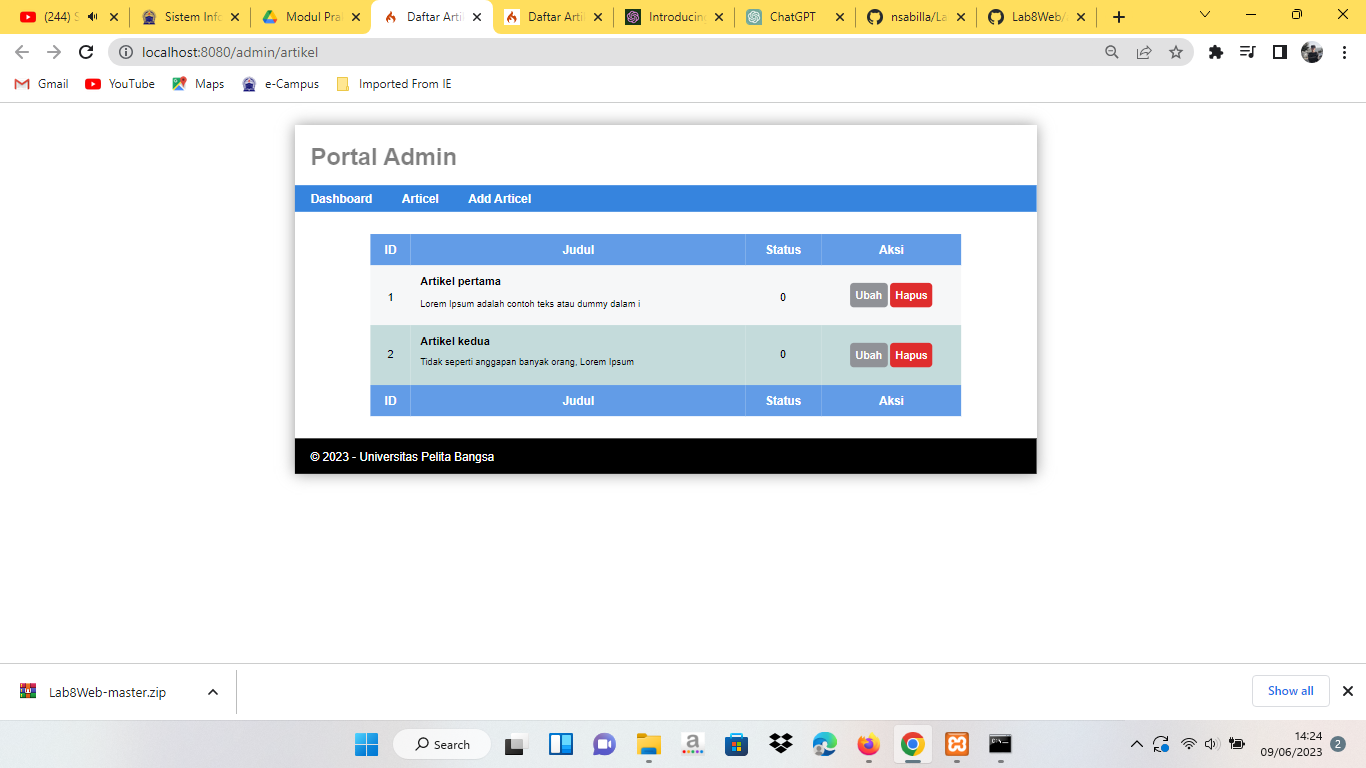 (244) S
Sistem Info
Modul Pra
Daftar Arti
Daftar Arti
Introducin
ChatGPT
nsabilla/La
Lab8Web/
localhost:8080/admin/artikel
Gmail YouTube Maps e-Campus Imported From IE
Portal Admin
Dashboard Articel Add Articel
ID Judul Status Aksi
Artikel pertama
1 0 Ubah Hapus
Lorem Ipsum adalah contoh teks atau dummy dalam i
Artikel kedua
2 0 Ubah Hapus
Tidak seperti anggapan banyak orang, Lorem Ipsum
ID Judul Status Aksi
© 2023 - Universitas Pelita Bangsa
Lab8Web-master.zip Show all
Search
14:24
09/06/2023
2